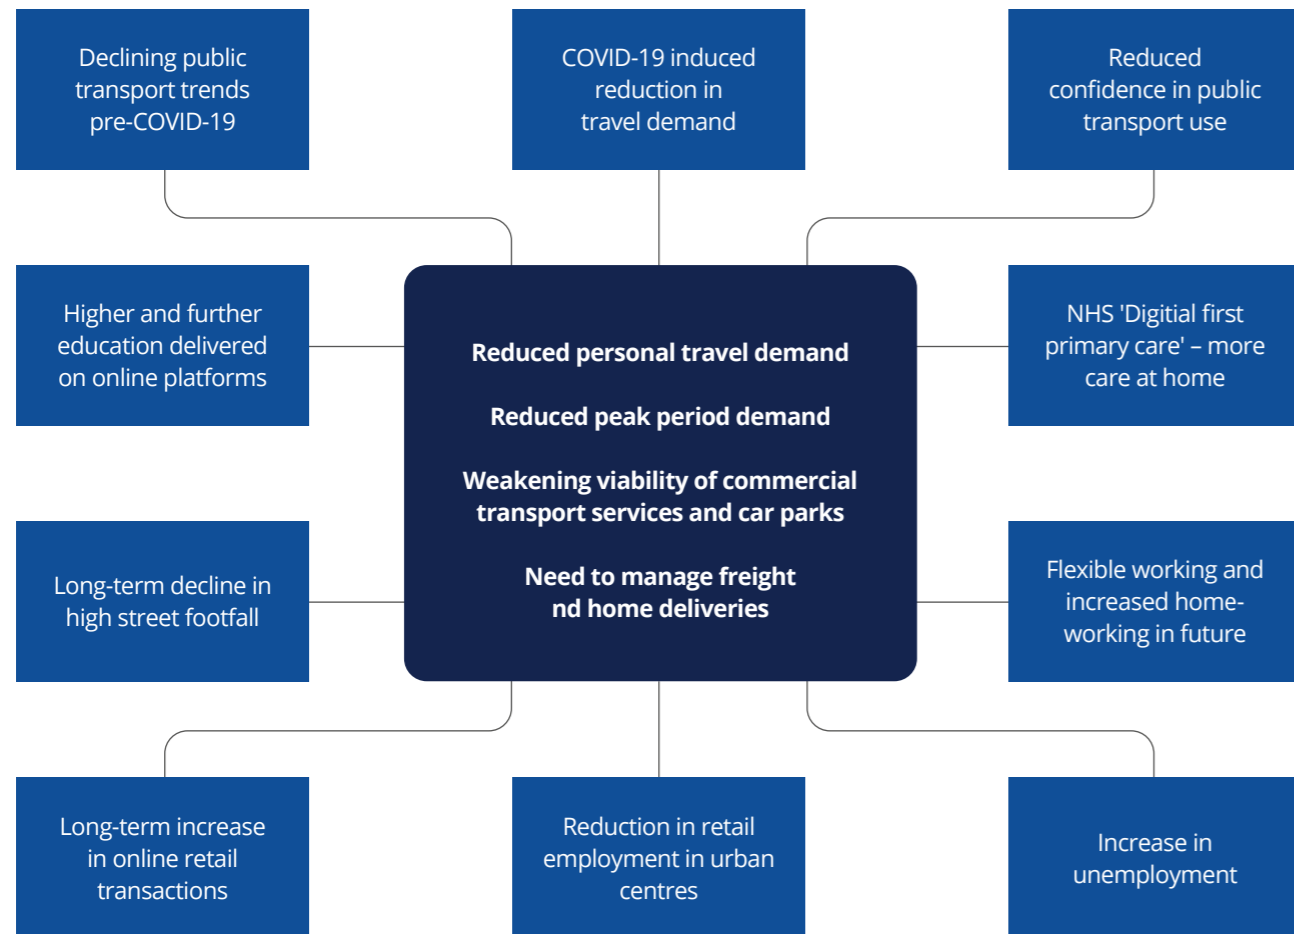 Declining public
transport trends
pre-COVID-19
COVID-19 induced
reduction in
travel demand
Reduced
confidence in public
transport use
Higher and further
education delivered
on online platforms
Reduced personal travel demand
Reduced peak period demand
Weakening viability of commercial
transport services and car parks
Need to manage freight
nd home deliveries
NHS 'Digitial first
primary care' – more
care at home
Long-term decline in
high street footfall
Flexible working and
increased home-
working in future
Long-term increase
in online retail
transactions
Reduction in retail
employment in urban
centres
Increase in
unemployment